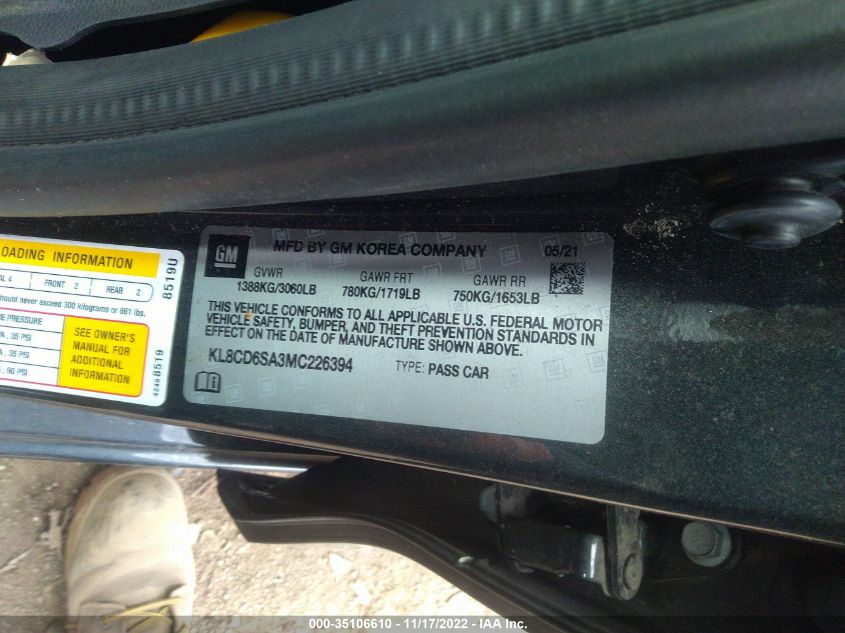 LOADING INFORMATION
AL 4 FRONT 2 REAR 2
hould never exceed 300 kilograms or 661 lbs.
E PRESSURE
A, 35 PSI
A, 35 PSI
, 60 PSI
SEE OWNER'S
MANUAL FOR
ADDITIONAL
INFORMATION
8519U
42468519
GM
MFD BY GM KOREA COMPANY 05/21
GVWR GAWR FRT GAWR RR
1388KG/3060LB 780KG/1719LB 750KG/1653LB
THIS VEHICLE CONFORMS TO ALL APPLICABLE U.S. FEDERAL MOTOR
VEHICLE SAFETY, BUMPER, AND THEFT PREVENTION STANDARDS IN
EFFECT ON THE DATE OF MANUFACTURE SHOWN ABOVE.
KL8CD6SA3MC226394 TYPE: PASS CAR
000-35106610 - 11/17/2022 - IAA Inc.